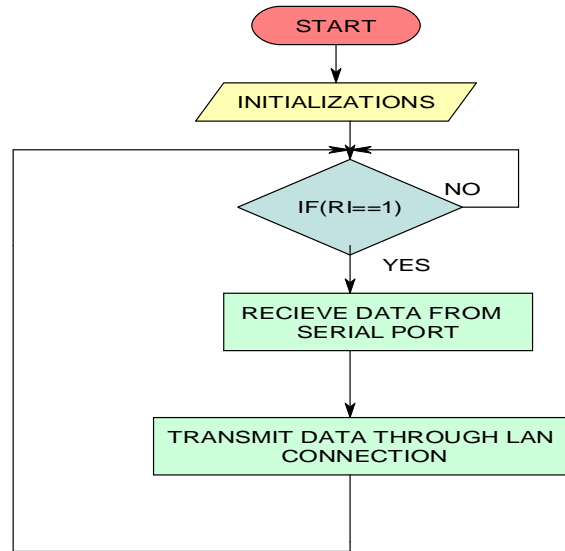 START
INITIALIZATIONS
IF(RI==1)
NO
YES
RECIEVE DATA FROM
SERIAL PORT
TRANSMIT DATA THROUGH LAN
CONNECTION